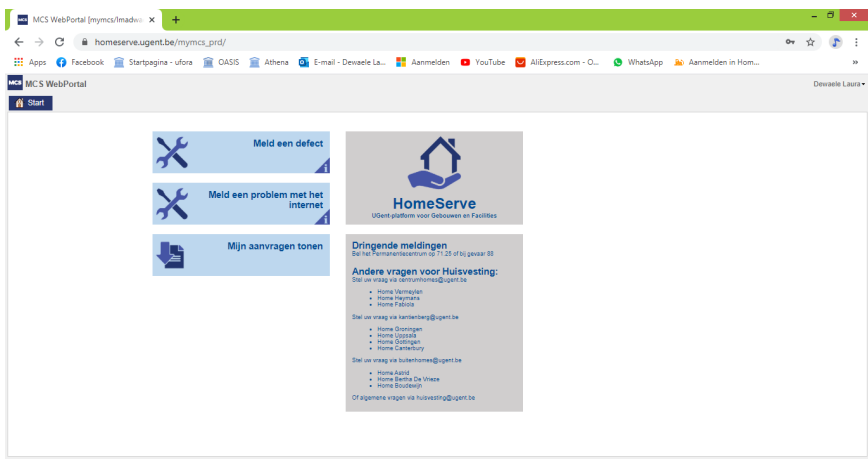 MCS MCS WebPortal [mymcs/lmadwa
homeserve.ugent.be/mymcs_prd/
Apps Facebook Startpagina - ufora OASIS Athena E-mail - Dewaele La... Aanmelden YouTube AliExpress.com - O... WhatsApp Aanmelden in Hom...
MCS MCS WebPortal Dewaele Laura
Start
Meld een defect
Meld een problem met het
internet
Mijn aanvragen tonen
HomeServe
UGent-platform voor Gebouwen en Facilities
Dringende meldingen
Bel het Permanentiecentrum op 71.25 of bij gevaar 88
Andere vragen voor Huisvesting:
Stel uw vraag via centrumhomes@ugent.be
Home Vermeylen
Home Heymans
Home Fabiola
Stel uw vraag via kantienberg@ugent.be
Home Groningen
Home Uppsala
Home Göttingen
Home Canterbury
Stel uw vraag via buitenhomes@ugent.be
Home Astrid
Home Bertha De Vrieze
Home Boudewijn
Of algemene vragen via huisvesting@ugent.be